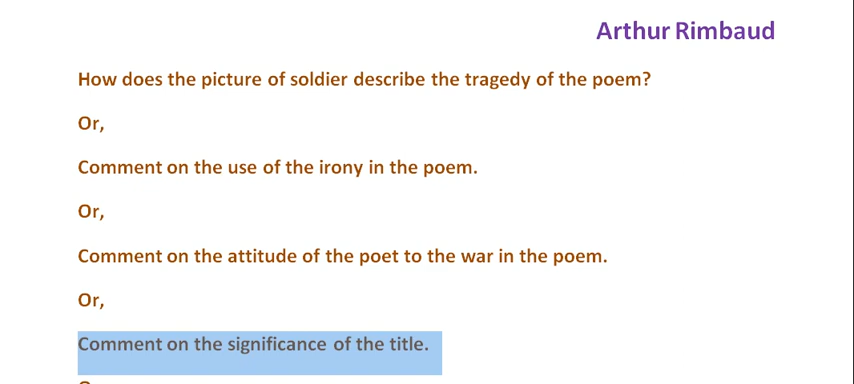 Arthur Rimbaud
How does the picture of soldier describe the tragedy of the poem?
Or,
Comment on the use of the irony in the poem.
Or,
Comment on the attitude of the poet to the war in the poem.
Or,
Comment on the significance of the title.